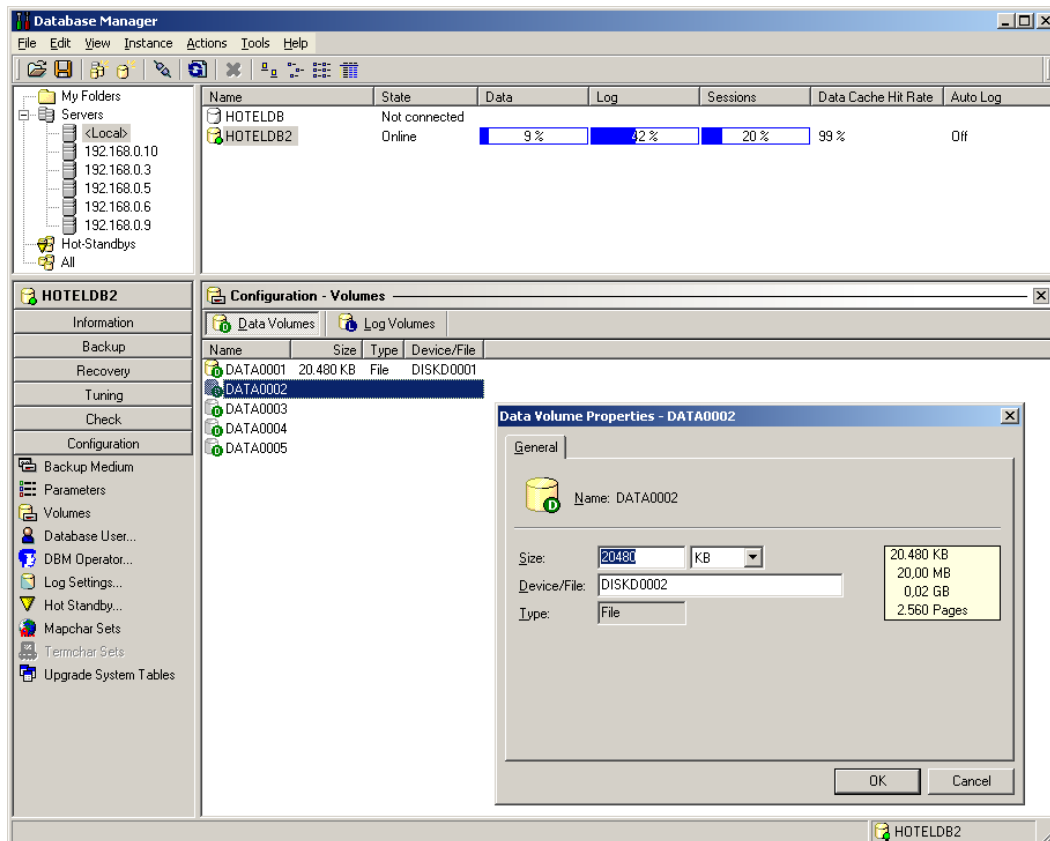 Database Manager
File Edit View Instance Actions Tools Help
My Folders
Servers
<Local>
192.168.0.10
192.168.0.3
192.168.0.5
192.168.0.6
192.168.0.9
Hot-Standbys
All
Name State Data Log Sessions Data Cache Hit Rate Auto Log
HOTELDB Not connected
HOTELDB2 Online 9 % 42 % 20 % 99 % Off
HOTELDB2
Information
Backup
Recovery
Tuning
Check
Configuration
Backup Medium
Parameters
Volumes
Database User...
DBM Operator...
Log Settings...
Hot Standby...
Mapchar Sets
Termchar Sets
Upgrade System Tables
Configuration - Volumes
Data Volumes Log Volumes
Name Size Type Device/File
DATA0001 20.480 KB File DISKD0001
DATA0002
DATA0003
DATA0004
DATA0005
Data Volume Properties - DATA0002
General
D Name: DATA0002
Size: 20480 KB
Device/File: DISKD0002
Type: File
20.480 KB
20,00 MB
0,02 GB
2.560 Pages
OK Cancel
HOTELDB2